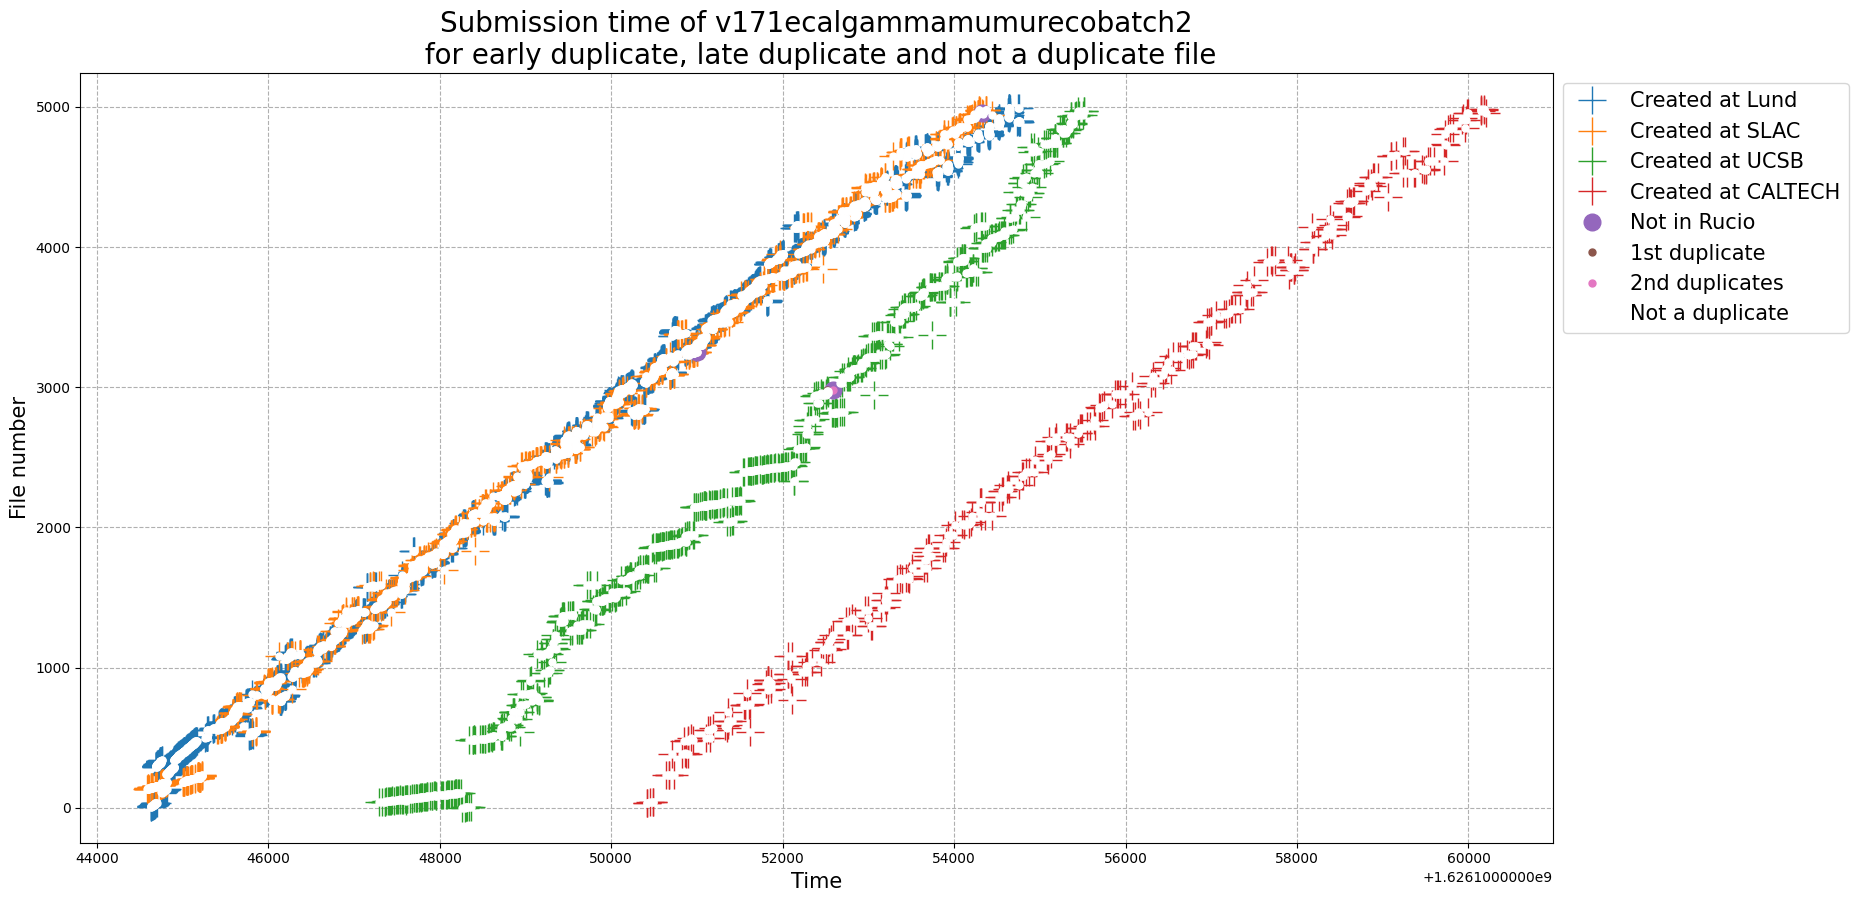 Submission time of v171ecalgammamumurecobatch2
for early duplicate, late duplicate and not a duplicate file
File number
5000
4000
3000
2000
1000
0
44000 46000 48000 50000 52000 54000 56000 58000 60000
Time
+1.6261000000e9
Created at Lund
Created at SLAC
Created at UCSB
Created at CALTECH
Not in Rucio
1st duplicate
2nd duplicates
Not a duplicate